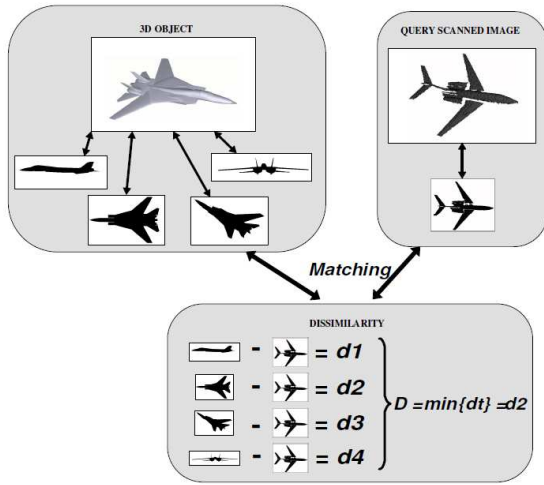 3D OBJECT
QUERY SCANNED IMAGE
Matching
DISSIMILARITY
- = d1
- = d2
- = d3
- = d4
D =min{dt} =d2